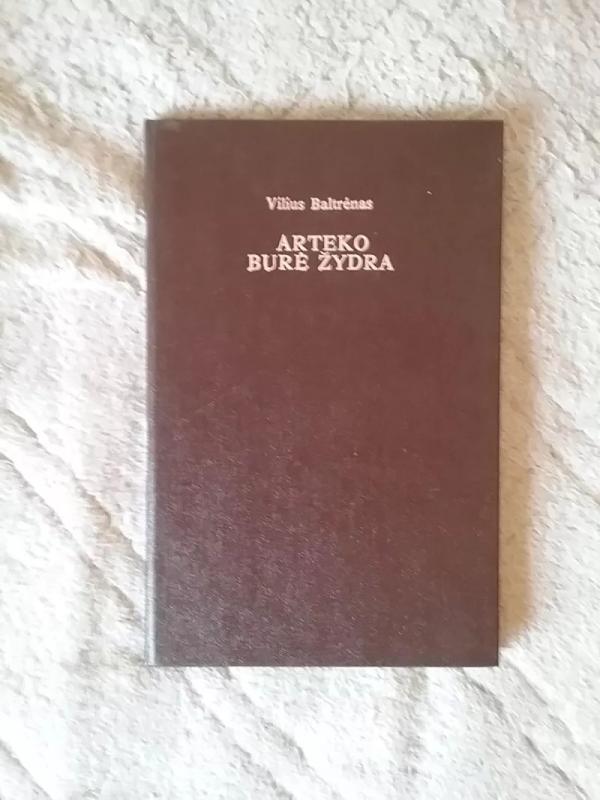 Vilius Baltrėnas
ARTEKO
BURĖ ŽYDRA